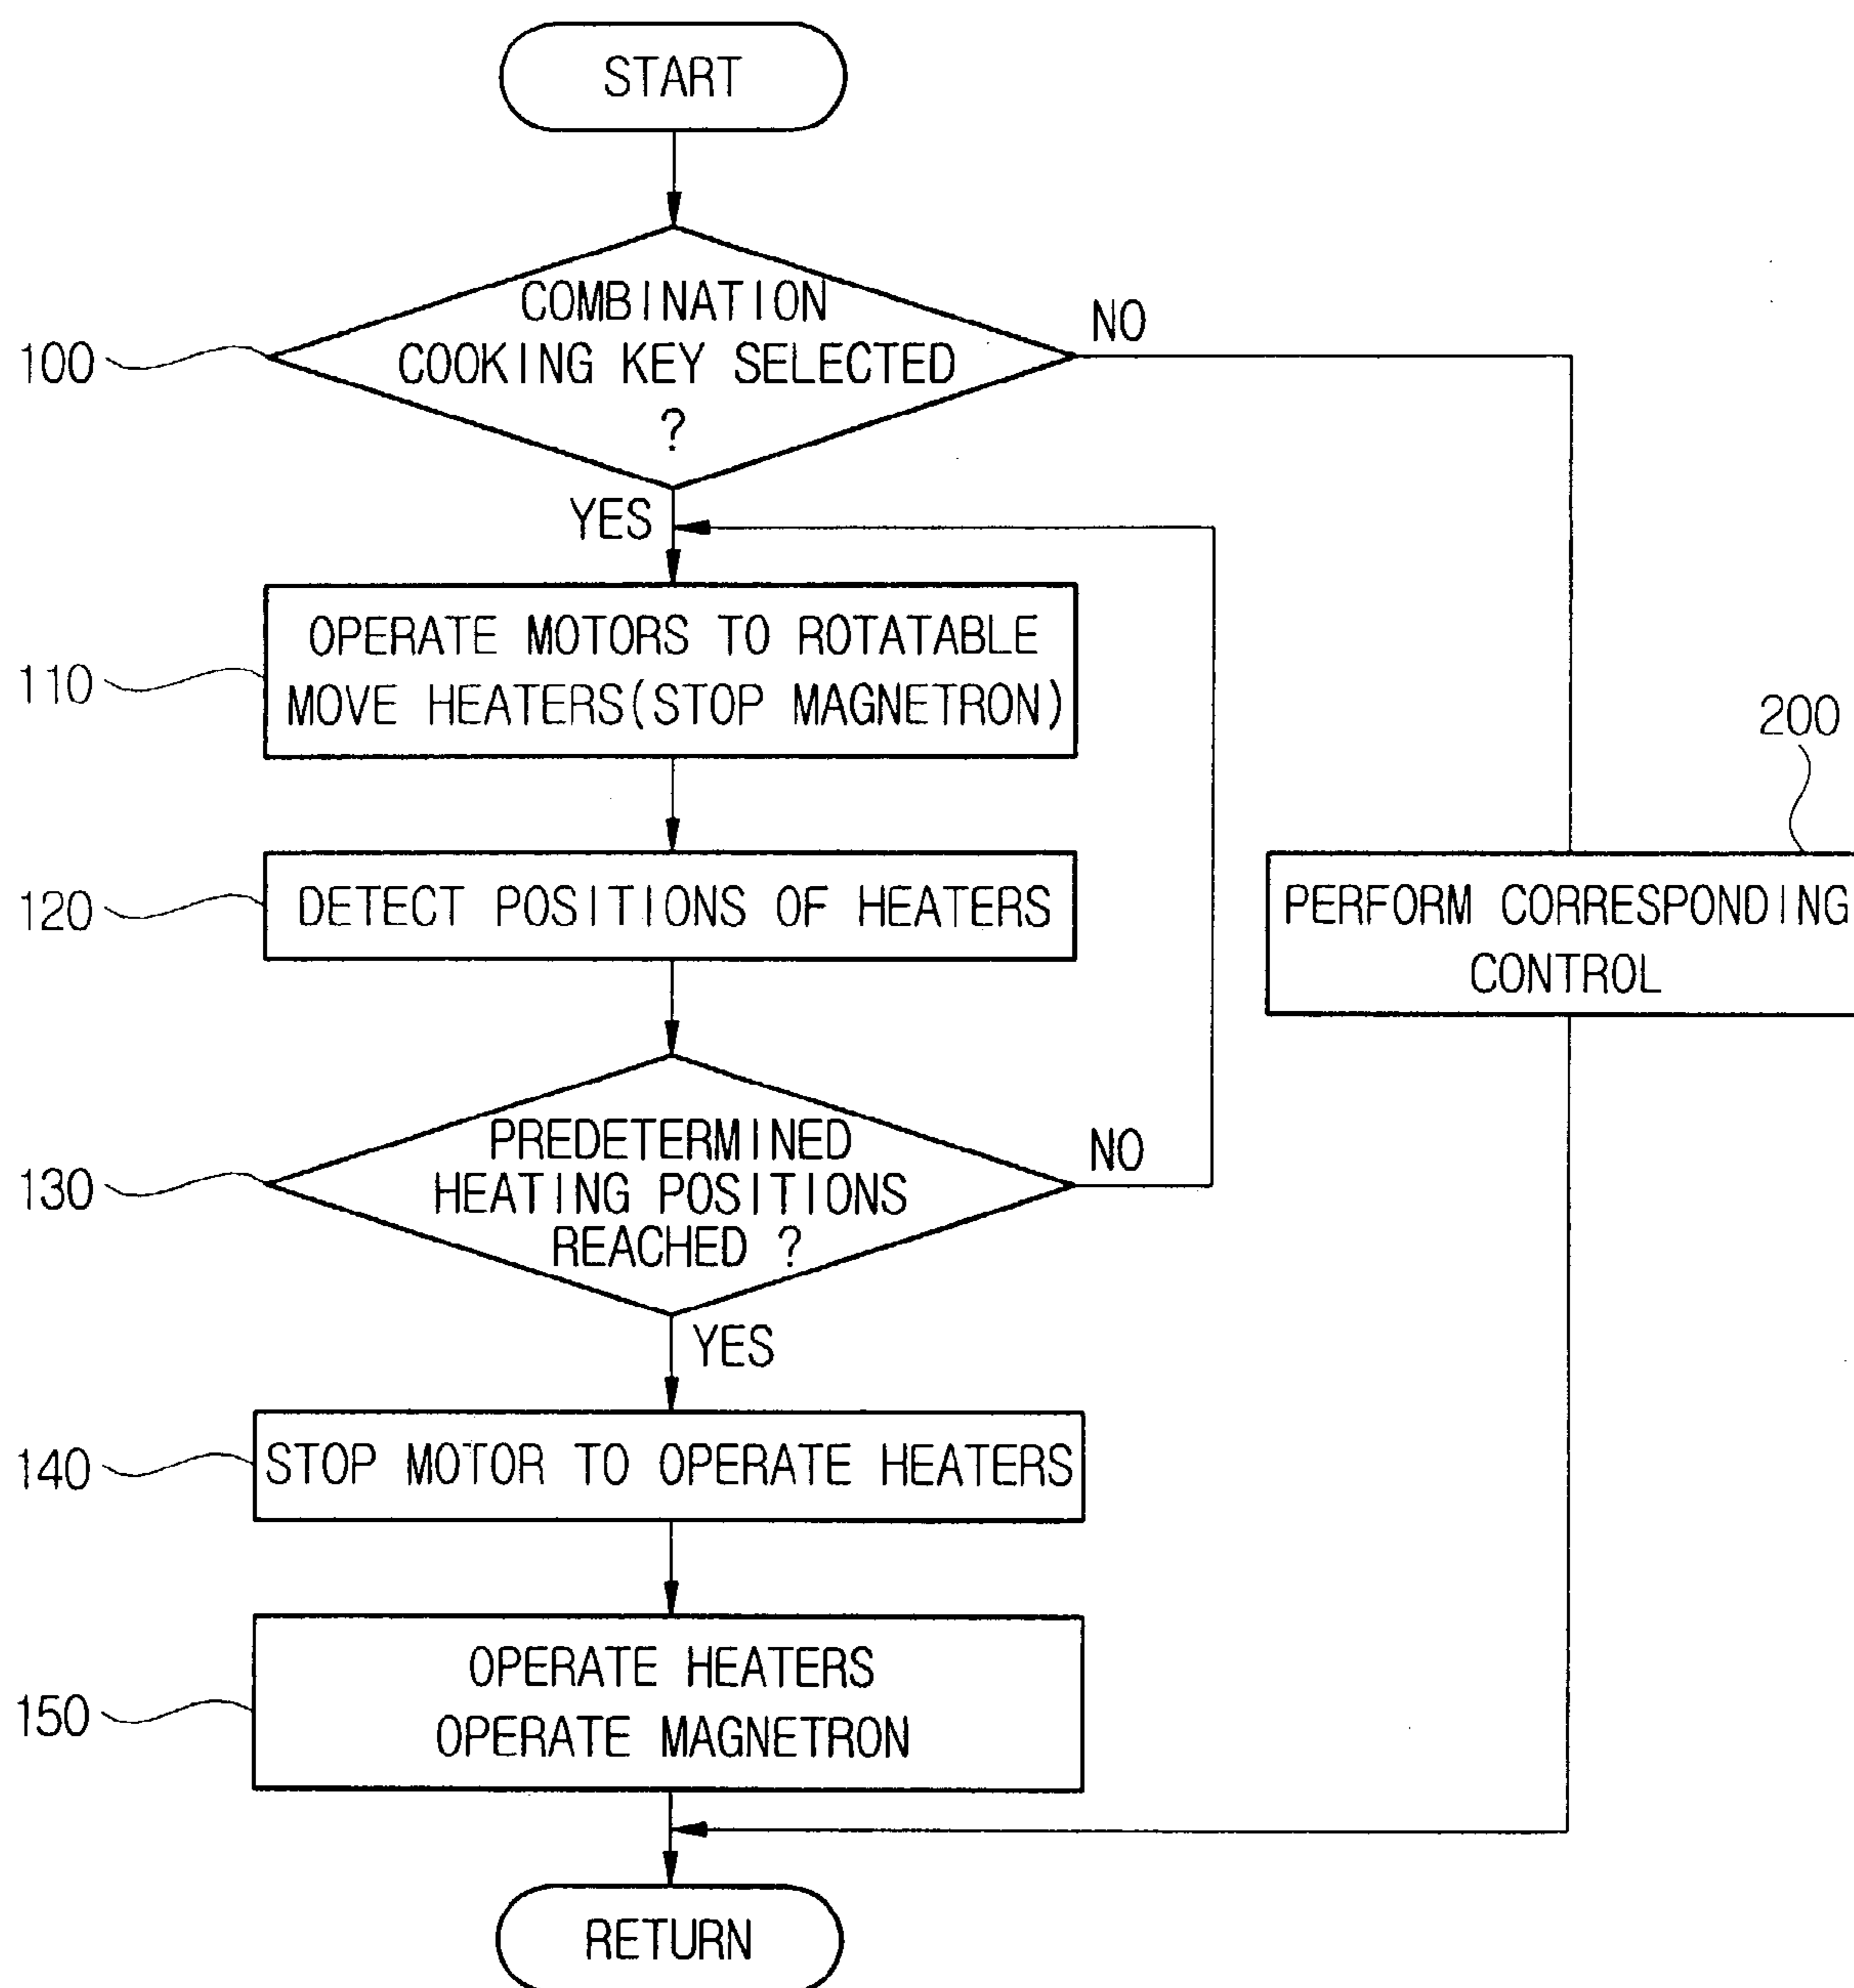 START
COMBINATION
COOKING KEY SELECTED
?
NO
100
YES
OPERATE MOTORS TO ROTATABLE
MOVE HEATERS(STOP MAGNETRON)
110
200
DETECT POSITIONS OF HEATERS
120
PERFORM CORRESPONDING
CONTROL
PREDETERMINED
HEATING POSITIONS
REACHED ?
NO
130
YES
STOP MOTOR TO OPERATE HEATERS
140
OPERATE HEATERS
OPERATE MAGNETRON
150
RETURN